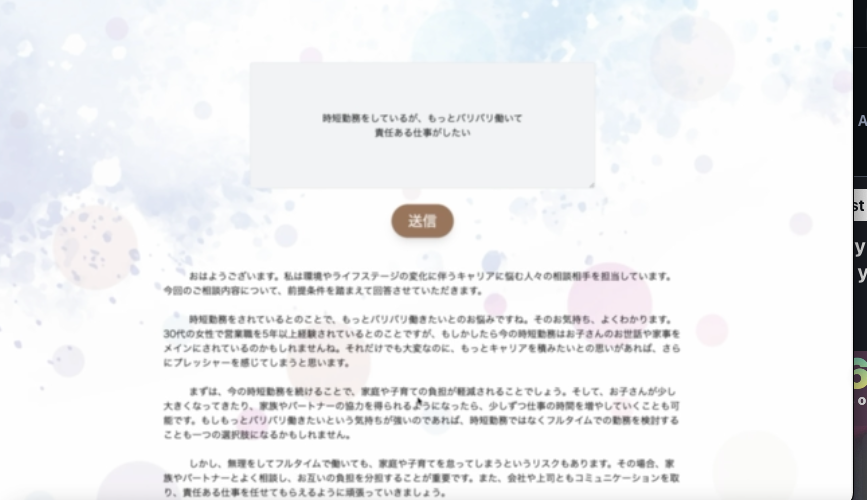 時短勤務をしているが、もっとバリバリ働いて
責任ある仕事がしたい
送信
おはようございます。私は環境やライフステージの変化に伴うキャリアに悩む人々の相談相手を担当しています。
今回のご相談内容について、前提条件を踏まえて回答させていただきます。
時短勤務をされているとのことで、もっとバリバリ働きたいとのお悩みですね。そのお気持ち、よくわかります。
30代の女性で営業職を5年以上経験されているとのことですが、もしかしたら今の時短勤務はお子さんのお世話や家事を
メインにされているのかもしれませんね。それだけでも大変なのに、もっとキャリアを積みたいとの思いがあれば、さら
にプレッシャーを感じてしまうと思います。
まずは、今の時短勤務を続けることで、家庭や子育ての負担が軽減されることでしょう。そして、お子さんが少し
大きくなってきたり、家族やパートナーの協力を得られるようになったら、少しずつ仕事の時間を増やしていくことも可
能です。もしもっとバリバリ働きたいという気持ちが強いのであれば、時短勤務ではなくフルタイムでの勤務を検討する
ことも一つの選択肢になるかもしれません。
しかし、無理をしてフルタイムで働いても、家庭や子育てを怠ってしまうというリスクもあります。その場合、家
族やパートナーとよく相談し、お互いの負担を分担することが重要です。また、会社や上司ともコミュニケーションを取
り、責任ある仕事を任せてもらえるように頑張っていきましょう。
A
st
y
y
6
o